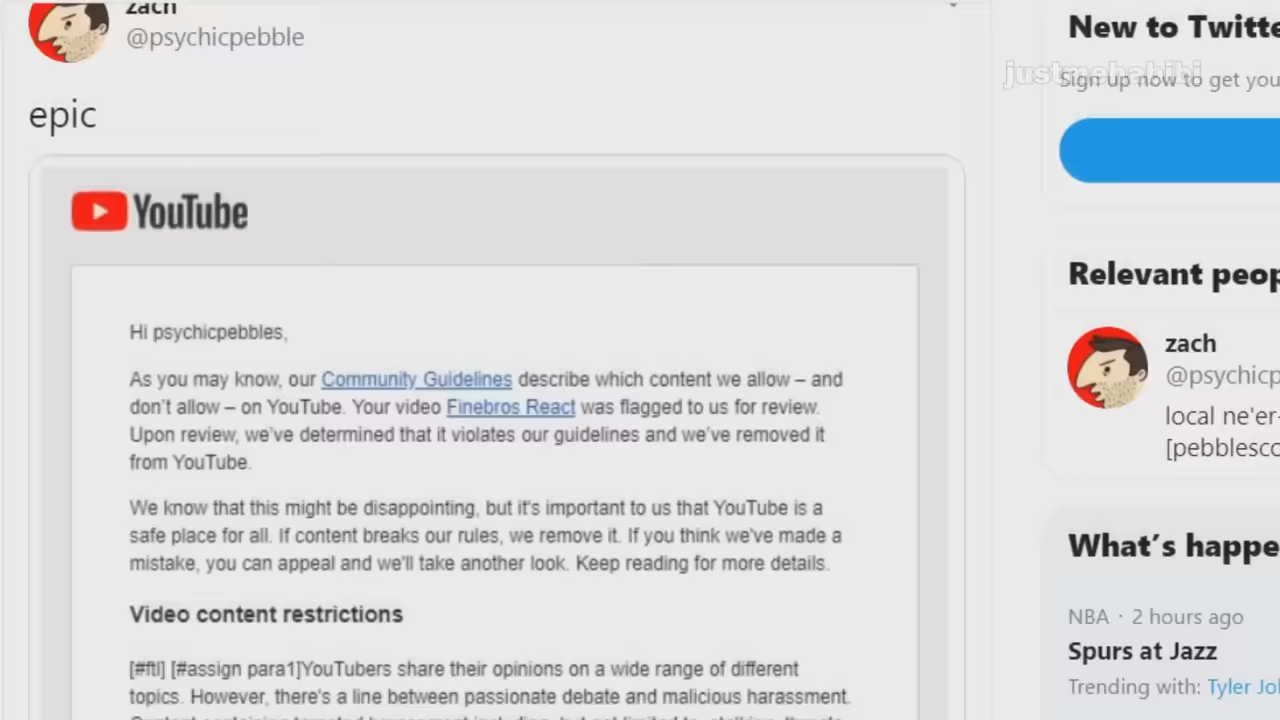 zach
@psychicpebble
epic
YouTube
Hi psychicpebbles,
As you may know, our Community Guidelines describe which content we allow – and
don't allow – on YouTube. Your video Finebros React was flagged to us for review.
Upon review, we've determined that it violates our guidelines and we've removed it
from YouTube.
We know that this might be disappointing, but it's important to us that YouTube is a
safe place for all. If content breaks our rules, we remove it. If you think we've made a
mistake, you can appeal and we'll take another look. Keep reading for more details.
Video content restrictions
[#ftl] [#assign para1]YouTubers share their opinions on a wide range of different
topics. However, there's a line between passionate debate and malicious harassment.
New to Twitte
justmehabibi
Sign up now to get you
Relevant peop
zach
@psychicp
local ne'er-
[pebblesco
What's happe
NBA · 2 hours ago
Spurs at Jazz
Trending with: Tyler Jo